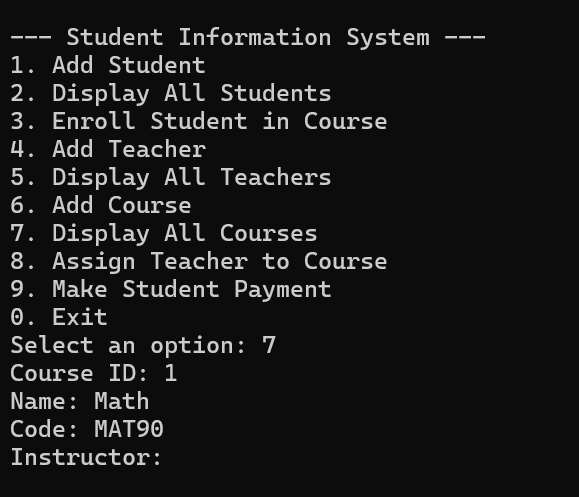 --- Student Information System ---
1. Add Student
2. Display All Students
3. Enroll Student in Course
4. Add Teacher
5. Display All Teachers
6. Add Course
7. Display All Courses
8. Assign Teacher to Course
9. Make Student Payment
0. Exit
Select an option: 7
Course ID: 1
Name: Math
Code: MAT90
Instructor: